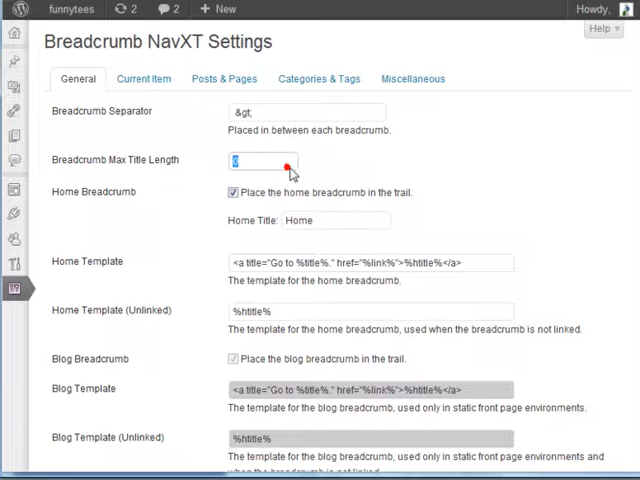 funnytees 2 2 + New Howdy,
Help
Breadcrumb NavXT Settings
General Current Item Posts & Pages Categories & Tags Miscellaneous
Breadcrumb Separator &gt;
Placed in between each breadcrumb.
Breadcrumb Max Title Length 0
Home Breadcrumb Place the home breadcrumb in the trail.
Home Title: Home
Home Template <a title="Go to %title%." href="%link%">%htitle%</a>
The template for the home breadcrumb.
Home Template (Unlinked) %htitle%
The template for the home breadcrumb, used when the breadcrumb is not linked.
Blog Breadcrumb Place the blog breadcrumb in the trail.
Blog Template <a title="Go to %title%." href="%link%">%htitle%</a>
The template for the blog breadcrumb, used only in static front page environments.
Blog Template (Unlinked) %htitle%
The template for the blog breadcrumb, used only in static front page environments and
when the breadcrumb is not linked.